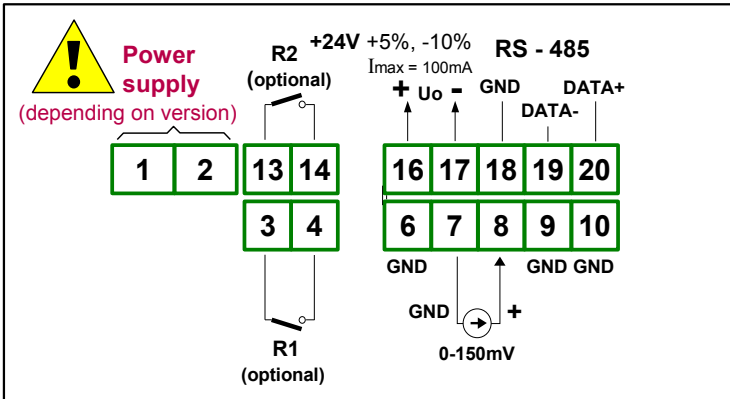 !
Power
supply
(depending on version)
R2
(optional)
+24V +5%, -10%
Imax = 100mA
+ Uo -
RS - 485
GND
DATA-
DATA+
1 2 13 14 16 17 18 19 20
3 4 6 7 8 9 10
GND
GND GND
GND
+
0-150mV
R1
(optional)